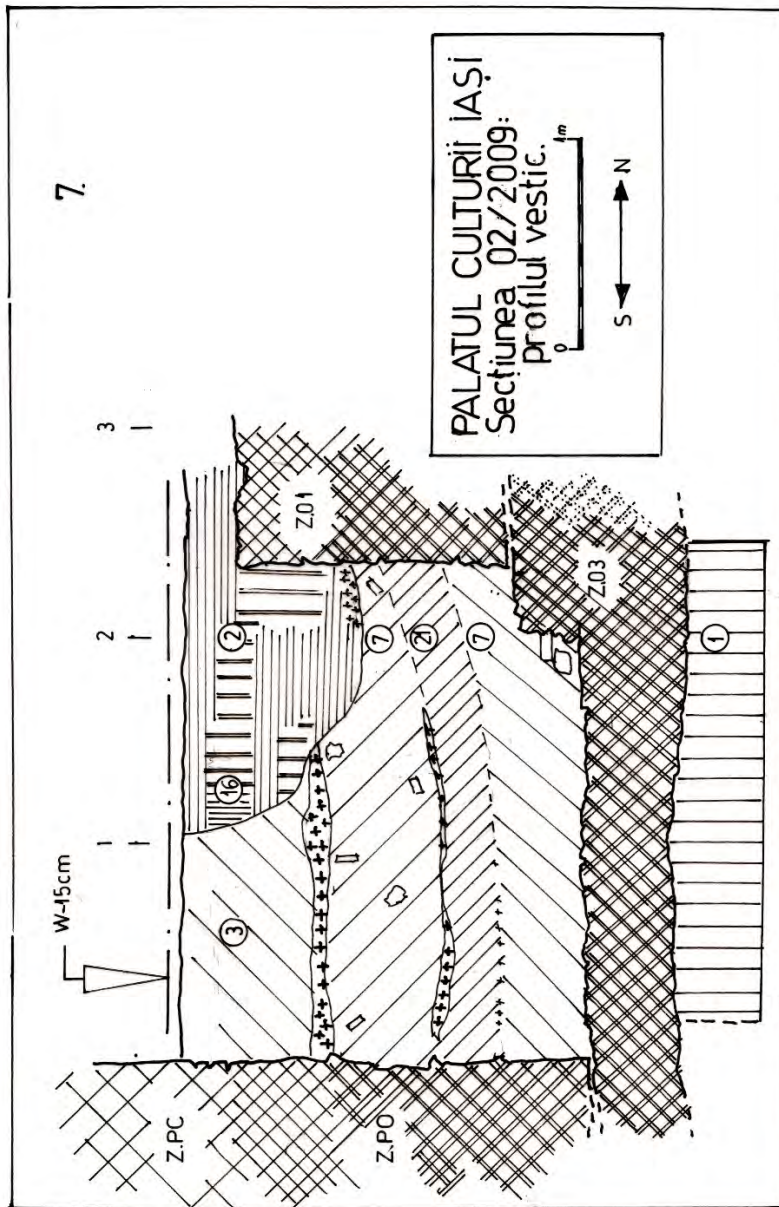 7.
W-15cm
1
2
3
Z.PC
Z.PO
Z.01
Z.03
3
16
2
7
21
7
1
PALATUL CULTURII IAȘI
Secțiunea 02/2009:
profilul vestic.
0
1m
S
N